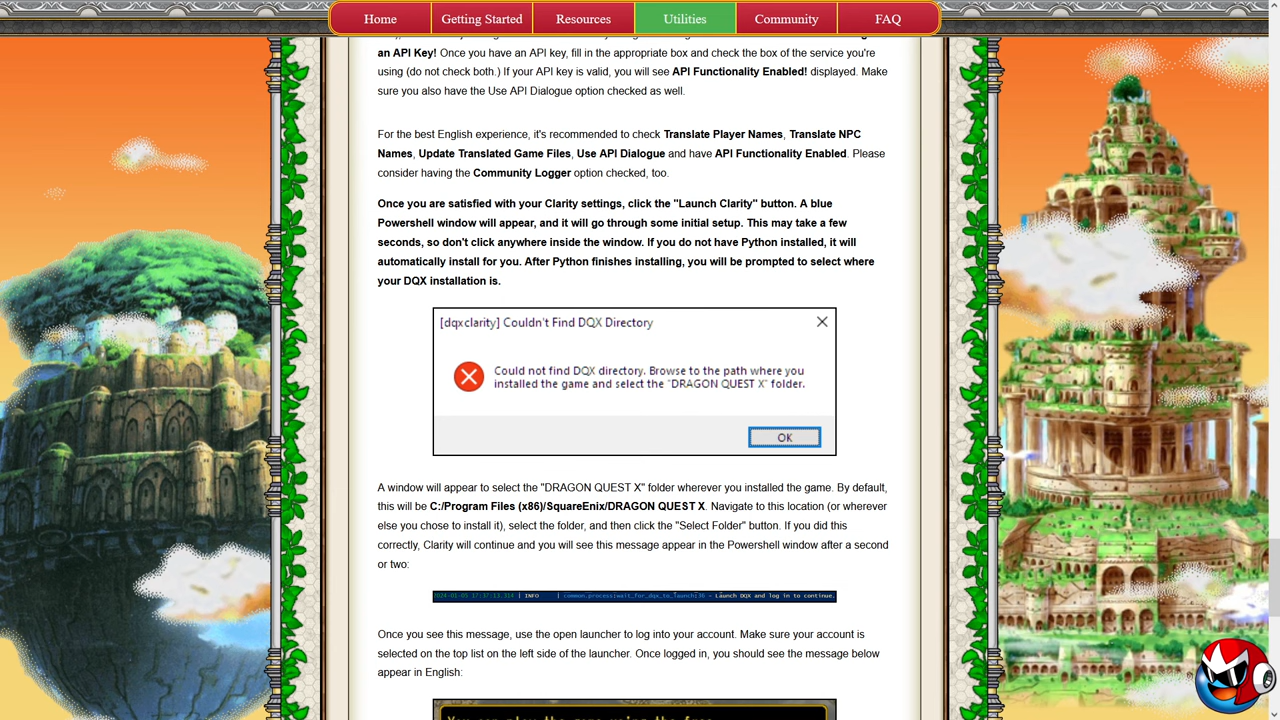 Home
Getting Started
Resources
Utilities
Community
FAQ
an API Key! Once you have an API key, fill in the appropriate box and check the box of the service you're
using (do not check both.) If your API key is valid, you will see API Functionality Enabled! displayed. Make
sure you also have the Use API Dialogue option checked as well.
For the best English experience, it's recommended to check Translate Player Names, Translate NPC
Names, Update Translated Game Files, Use API Dialogue and have API Functionality Enabled. Please
consider having the Community Logger option checked, too.
Once you are satisfied with your Clarity settings, click the "Launch Clarity" button. A blue
Powershell window will appear, and it will go through some initial setup. This may take a few
seconds, so don't click anywhere inside the window. If you do not have Python installed, it will
automatically install for you. After Python finishes installing, you will be prompted to select where
your DQX installation is.
[dqxclarity] Couldn't Find DQX Directory
Could not find DQX directory. Browse to the path where you
installed the game and select the "DRAGON QUEST X" folder.
OK
A window will appear to select the "DRAGON QUEST X" folder wherever you installed the game. By default,
this will be C:/Program Files (x86)/SquareEnix/DRAGON QUEST X. Navigate to this location (or wherever
else you chose to install it), select the folder, and then click the "Select Folder" button. If you did this
correctly, Clarity will continue and you will see this message appear in the Powershell window after a second
or two:
| INFO | - Launch DQX and log in to continue.
Once you see this message, use the open launcher to log into your account. Make sure your account is
selected on the top list on the left side of the launcher. Once logged in, you should see the message below
appear in English: